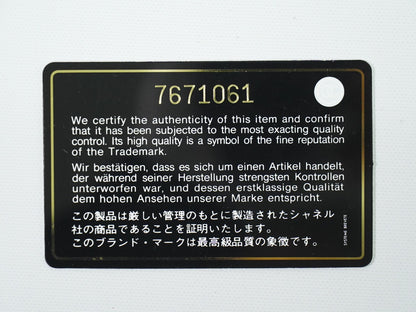 7671061
We certify the authenticity of this item and confirm
that it has been subjected to the most exacting quality
control. Its high quality is a symbol of the fine reputation
of the Trademark.
Wir bestätigen, dass es sich um einen Artikel handelt,
der während seiner Herstellung strengsten Kontrollen
unterworfen war, und dessen erstklassige Qualität
dem hohen Ansehen unserer Marke entspricht.
この製品は厳しい管理のもとに製造されたシャネル
社の商品であることを証明いたします。
このブランド・マークは最高級品質の象徴です。
SYSTEME BREVETE